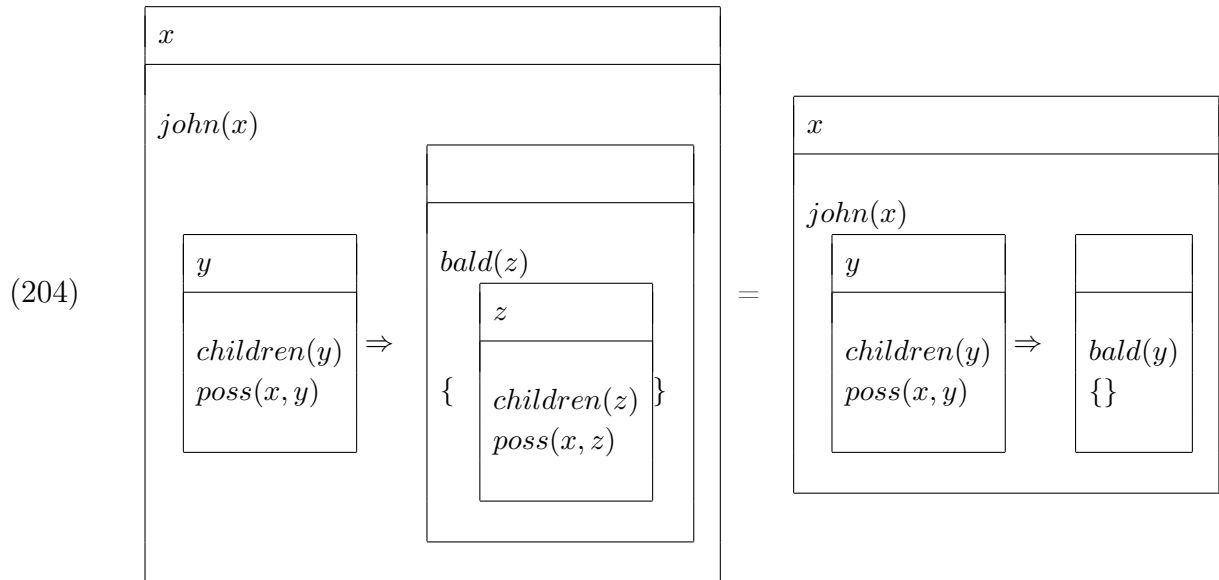 (204)
x
john(x)
y
children(y)
poss(x, y)
⇒
bald(z)
{
z
children(z)
poss(x, z)
}
=
x
john(x)
y
children(y)
poss(x, y)
⇒
bald(y)
{}